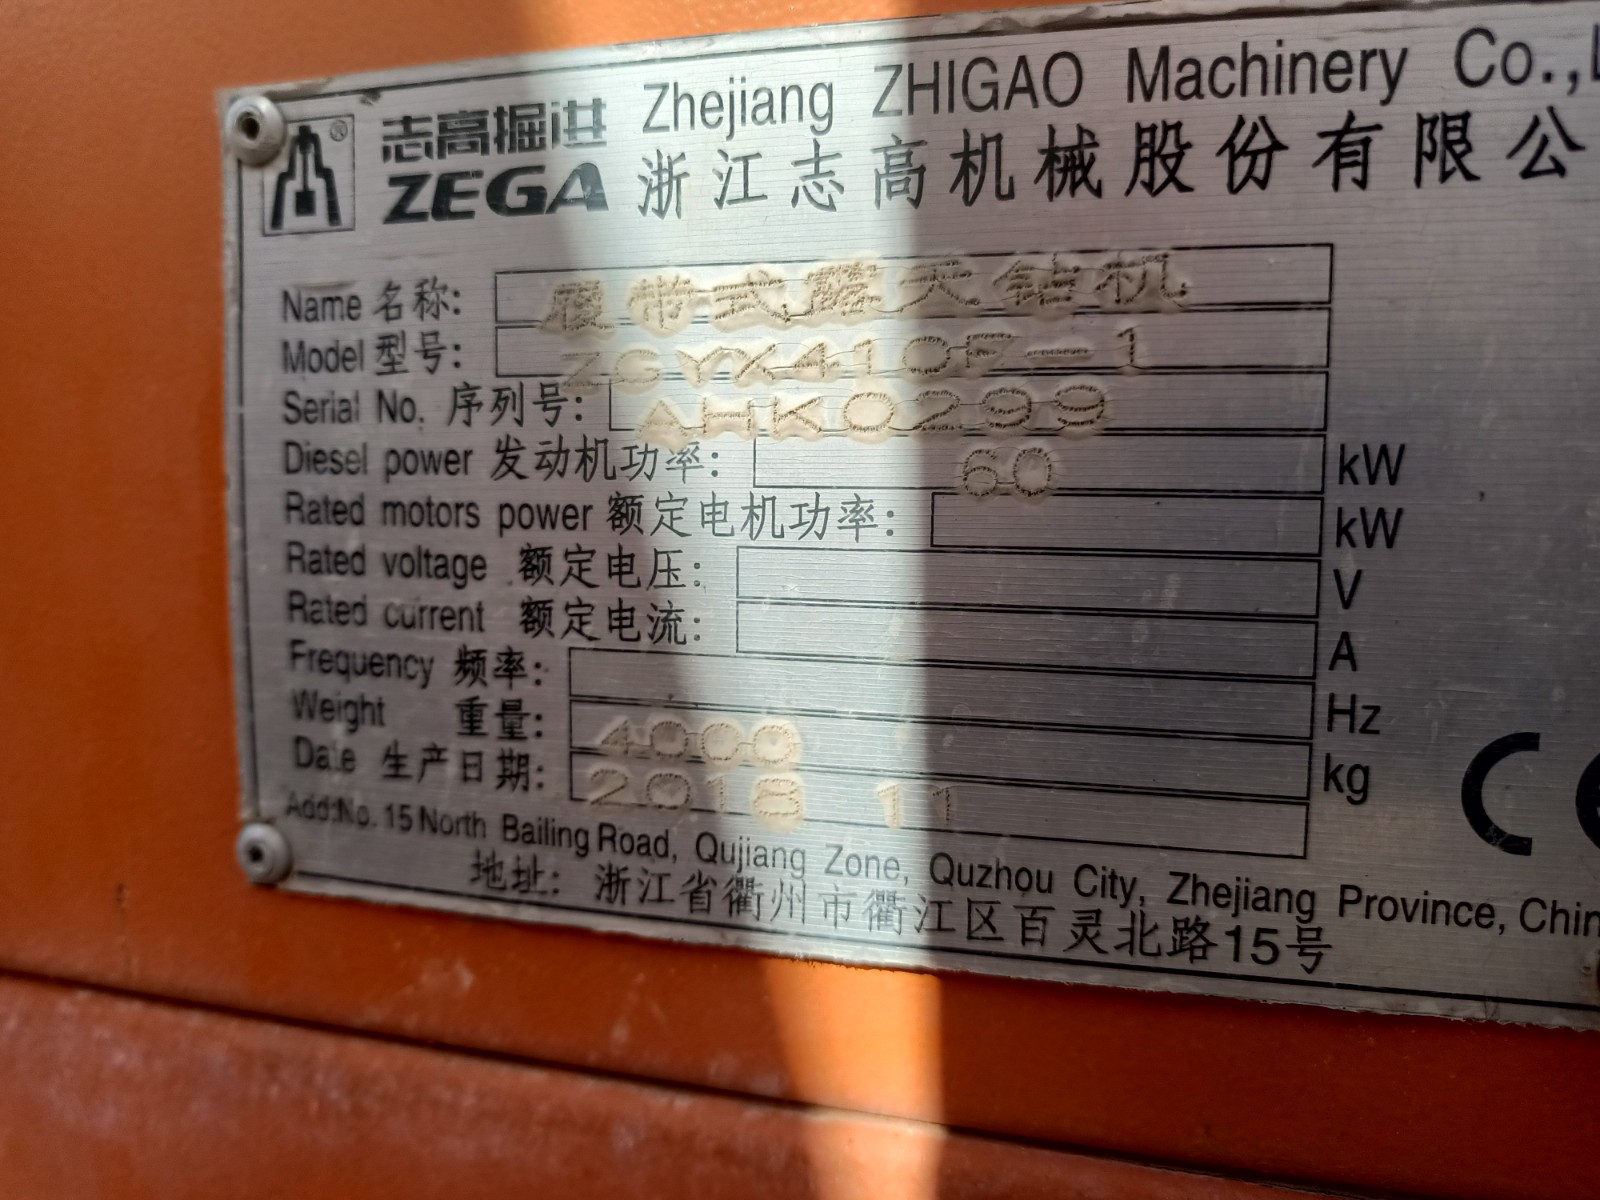 志高掘进 ® ZEGA
Zhejiang ZHIGAO Machinery Co.,L
浙江志高机械股份有限公
Name 名称: 履带式露天钻机
Model 型号: ZGYX410F-1
Serial No. 序列号: AHK0299
Diesel power 发动机功率: 60 kW
Rated motors power 额定电机功率: kW
Rated voltage 额定电压: V
Rated current 额定电流: A
Frequency 频率: Hz
Weight 重量: 4000 kg
Date 生产日期: 2018 11
CE
Add:No. 15 North Bailing Road, Qujiang Zone, Quzhou City, Zhejiang Province, Chin
地址: 浙江省衢州市衢江区百灵北路15号